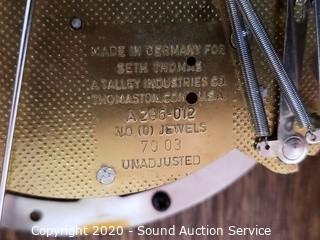 MADE IN GERMANY FOR
SETH THOMAS
A TALLEY INDUSTRIES CO.
THOMASTON, CONN. U.S.A.
A 296-012
NO (0) JEWELS
79 03
UNADJUSTED
Copyright 2020 - Sound Auction Service